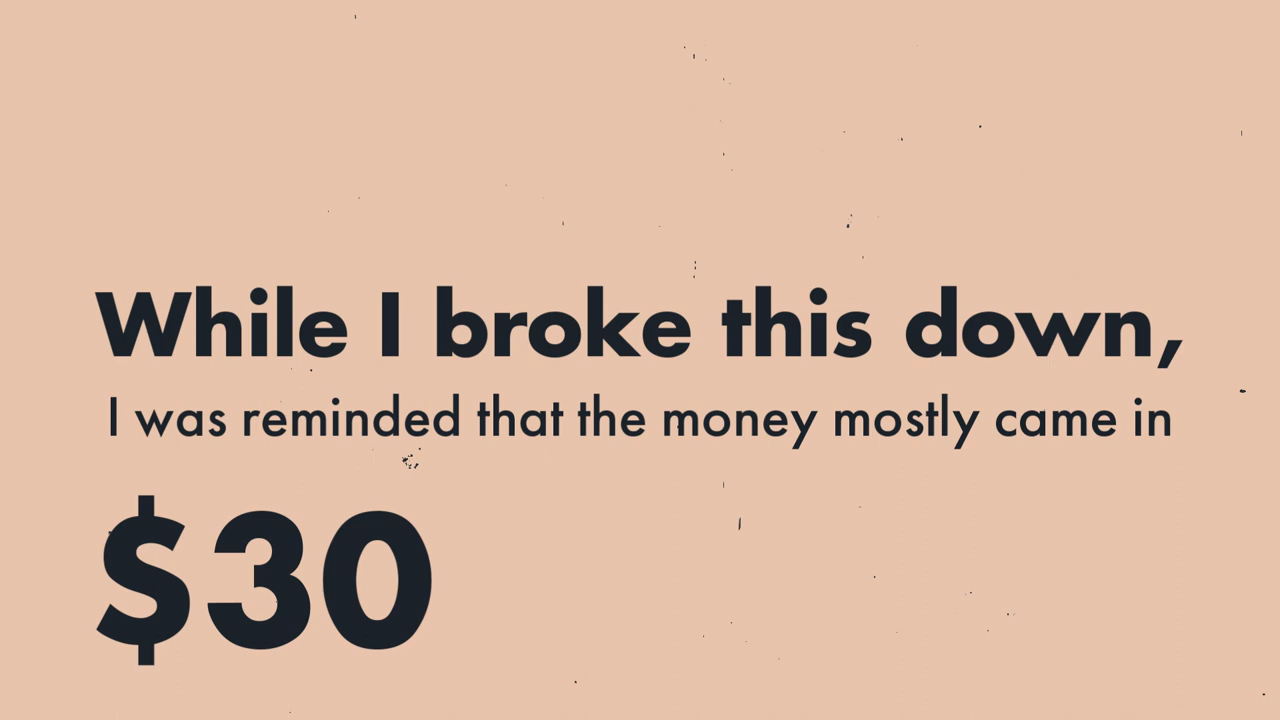 While I broke this down,
I was reminded that the money mostly came in
$30